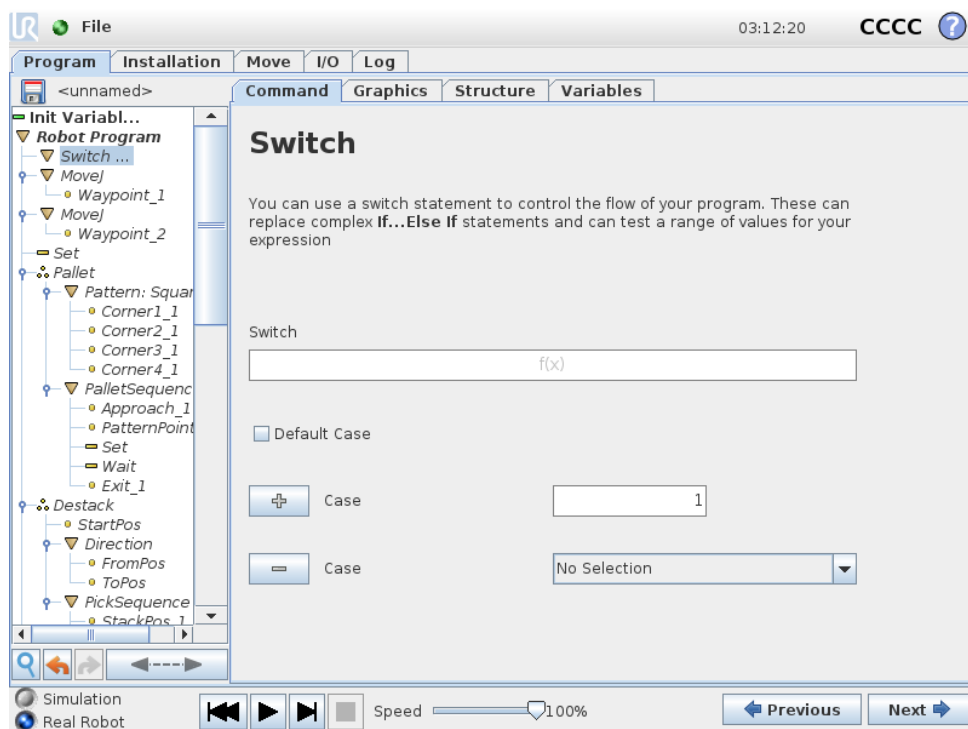 UR File 03:12:20 CCCC ?
Program Installation Move I/O Log
<unnamed>
Command Graphics Structure Variables
Init Variabl...
Robot Program
Switch ...
MoveJ
Waypoint_1
MoveJ
Waypoint_2
Set
Pallet
Pattern: Squar
Corner1_1
Corner2_1
Corner3_1
Corner4_1
PalletSequenc
Approach_1
PatternPoint
Set
Wait
Exit_1
Destack
StartPos
Direction
FromPos
ToPos
PickSequence
StackPos_1
Switch
You can use a switch statement to control the flow of your program. These can
replace complex If...Else If statements and can test a range of values for your
expression
Switch
f(x)
Default Case
Case 1
Case No Selection
Simulation
Real Robot
Speed 100%
Previous Next